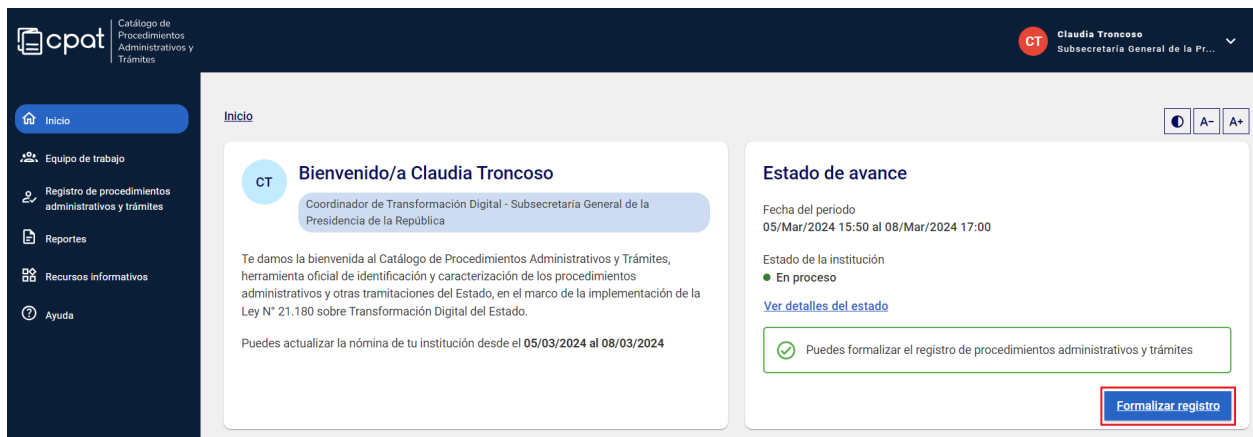 cpat
Catálogo de
Procedimientos
Administrativos y
Trámites
CT
Claudia Troncoso
Subsecretaría General de la Pr...
Inicio
Equipo de trabajo
Registro de procedimientos
administrativos y trámites
Reportes
Recursos informativos
Ayuda
Inicio
A-
A+
CT
Bienvenido/a Claudia Troncoso
Coordinador de Transformación Digital - Subsecretaría General de la
Presidencia de la República
Te damos la bienvenida al Catálogo de Procedimientos Administrativos y Trámites,
herramienta oficial de identificación y caracterización de los procedimientos
administrativos y otras tramitaciones del Estado, en el marco de la implementación de la
Ley N° 21.180 sobre Transformación Digital del Estado.
Puedes actualizar la nómina de tu institución desde el 05/03/2024 al 08/03/2024
Estado de avance
Fecha del periodo
05/Mar/2024 15:50 al 08/Mar/2024 17:00
Estado de la institución
En proceso
Ver detalles del estado
Puedes formalizar el registro de procedimientos administrativos y trámites
Formalizar registro